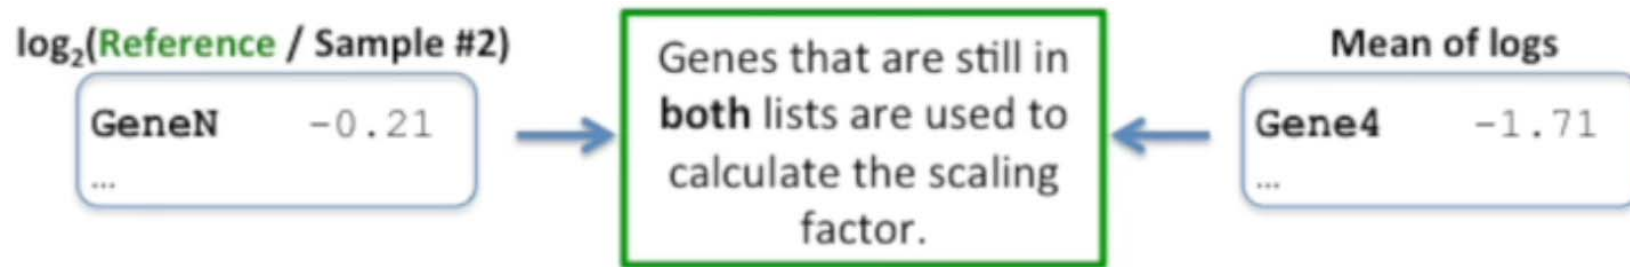 log₂(Reference / Sample #2)
GeneN -0.21
...
Genes that are still in
both lists are used to
calculate the scaling
factor.
Mean of logs
Gene4 -1.71
...